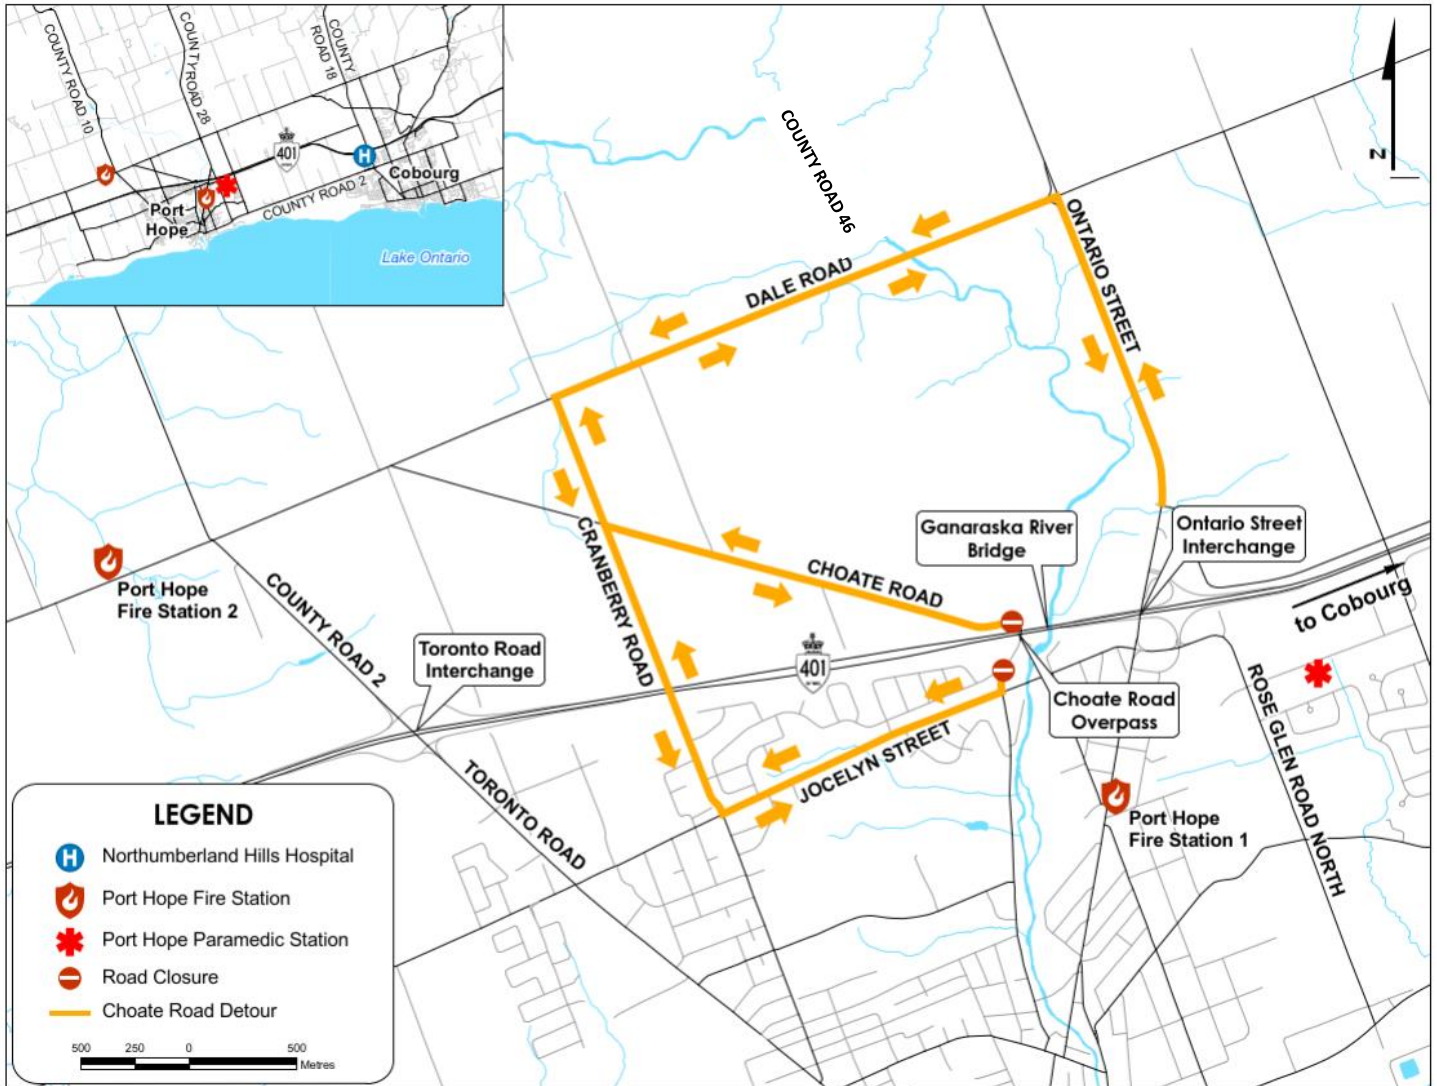 COUNTY ROAD 10
COUNTY ROAD 28
COUNTY
ROAD 18
401
H
Cobourg
COUNTY ROAD 2
Port
Hope
Lake Ontario
COUNTY ROAD 46
N
ONTARIO STREET
DALE ROAD
Ganaraska River
Bridge
Ontario Street
Interchange
CHOATE ROAD
CRANBERRY ROAD
Port Hope
Fire Station 2
COUNTY ROAD 2
to Cobourg
Toronto Road
Interchange
401
Choate Road
Overpass
ROSE GLEN ROAD NORTH
JOCELYN STREET
TORONTO ROAD
Port Hope
Fire Station 1
LEGEND
H Northumberland Hills Hospital
Port Hope Fire Station
Port Hope Paramedic Station
Road Closure
Choate Road Detour
500 250 0 500
Metres